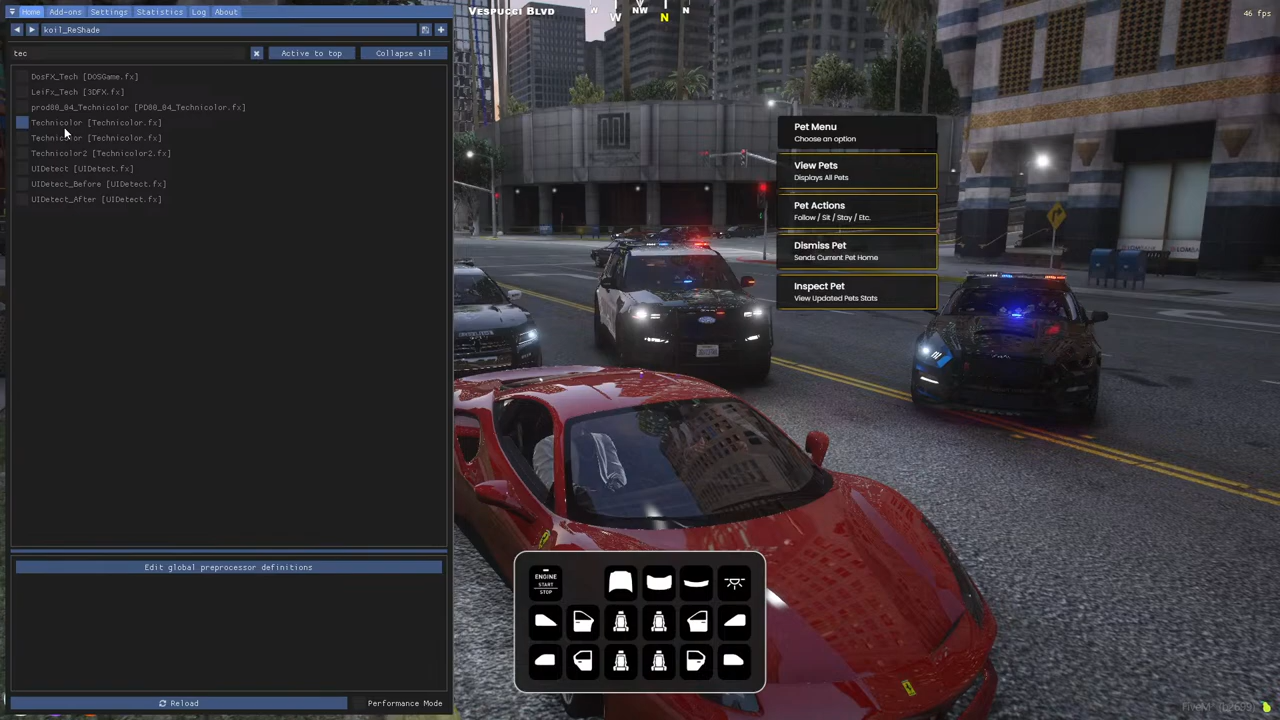 Home Add-ons Settings Statistics Log About
koil_ReShade
tec
Active to top Collapse all
DosFX_Tech [DOSGame.fx]
LeiFx_Tech [3DFX.fx]
prod80_04_Technicolor [PD80_04_Technicolor.fx]
Technicolor [Technicolor.fx]
Technicolor [Technicolor.fx]
Technicolor2 [Technicolor2.fx]
UIDetect [UIDetect.fx]
UIDetect_Before [UIDetect.fx]
UIDetect_After [UIDetect.fx]
Edit global preprocessor definitions
Reload Performance Mode
Vespucci Blvd
W NW N
W N
46 fps
Pet Menu
Choose an option
View Pets
Displays All Pets
Pet Actions
Follow / Sit / Stay / Etc.
Dismiss Pet
Sends Current Pet Home
Inspect Pet
View Updated Pets Stats
ENGINE
START
STOP